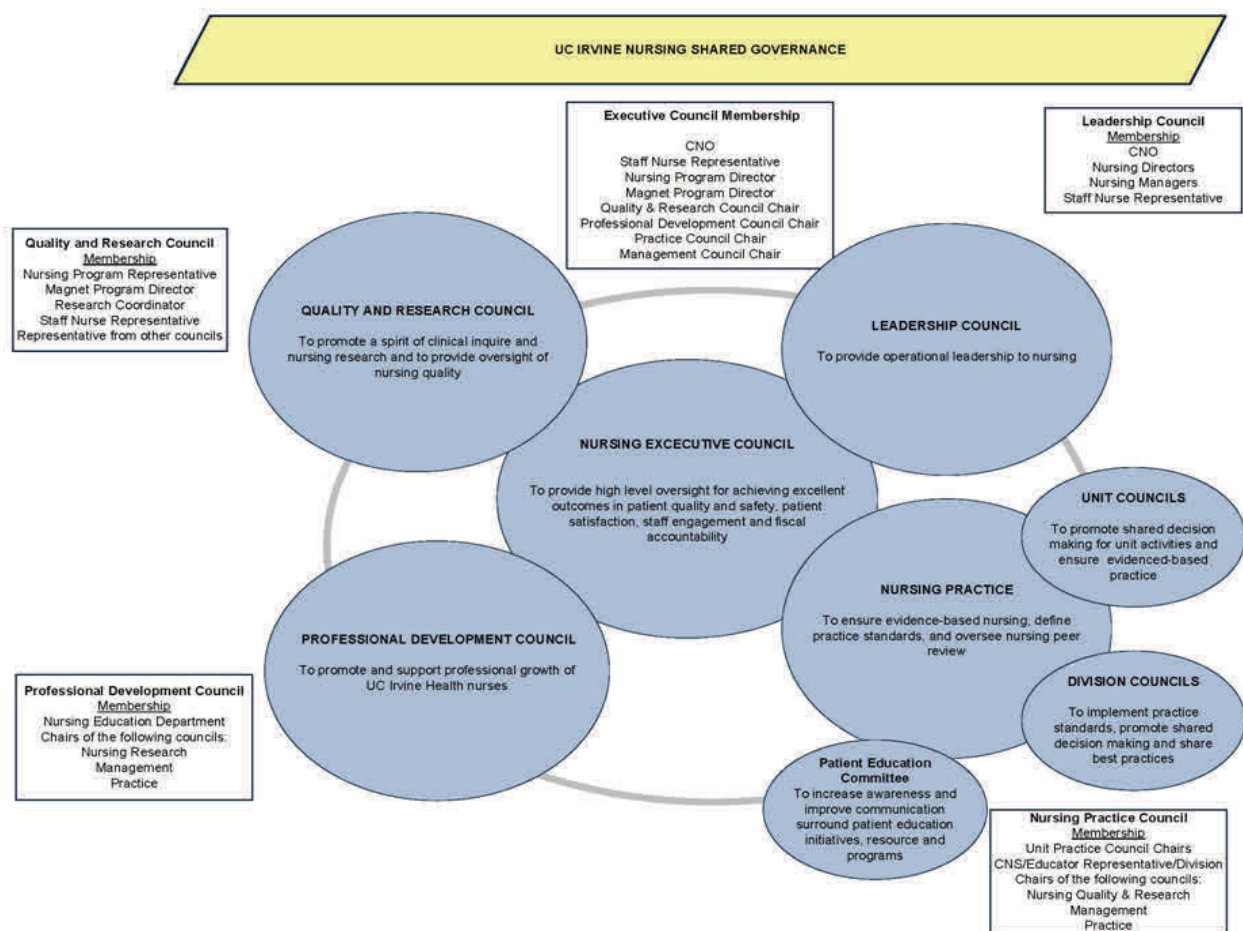 UC IRVINE NURSING SHARED GOVERNANCE
Executive Council Membership
CNO
Staff Nurse Representative
Nursing Program Director
Magnet Program Director
Quality & Research Council Chair
Professional Development Council Chair
Practice Council Chair
Management Council Chair
Leadership Council
Membership
CNO
Nursing Directors
Nursing Managers
Staff Nurse Representative
Quality and Research Council
Membership
Nursing Program Representative
Magnet Program Director
Research Coordinator
Staff Nurse Representative
Representative from other councils
QUALITY AND RESEARCH COUNCIL
To promote a spirit of clinical inquire and
nursing research and to provide oversight of
nursing quality
LEADERSHIP COUNCIL
To provide operational leadership to nursing
NURSING EXCECUTIVE COUNCIL
To provide high level oversight for achieving excellent
outcomes in patient quality and safety, patient
satisfaction, staff engagement and fiscal
accountability
UNIT COUNCILS
To promote shared decision
making for unit activities and
ensure evidenced-based
practice
NURSING PRACTICE
To ensure evidence-based nursing, define
practice standards, and oversee nursing peer
review
PROFESSIONAL DEVELOPMENT COUNCIL
To promote and support professional growth of
UC Irvine Health nurses
DIVISION COUNCILS
To implement practice
standards, promote shared
decision making and share
best practices
Professional Development Council
Membership
Nursing Education Department
Chairs of the following councils:
Nursing Research
Management
Practice
Patient Education
Committee
To increase awareness and
improve communication
surround patient education
initiatives, resource and
programs
Nursing Practice Council
Membership
Unit Practice Council Chairs
CNS/Educator Representative/Division
Chairs of the following councils:
Nursing Quality & Research
Management
Practice